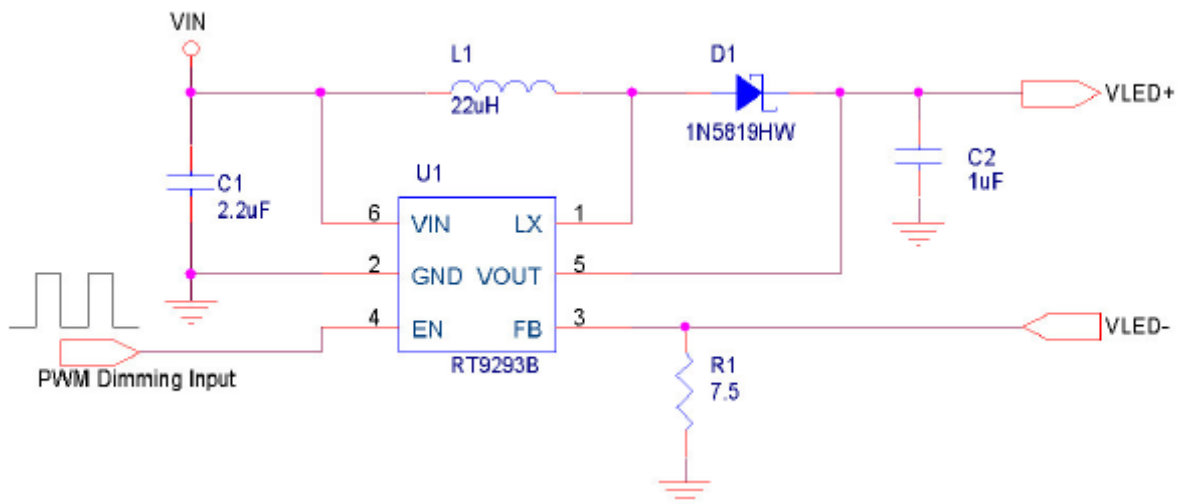 VIN
L1
22uH
D1
1N5819HW
VLED+
C1
2.2uF
C2
1uF
U1
6 VIN LX 1
2 GND VOUT 5
4 EN FB 3
RT9293B
VLED-
PWM Dimming Input
R1
7.5